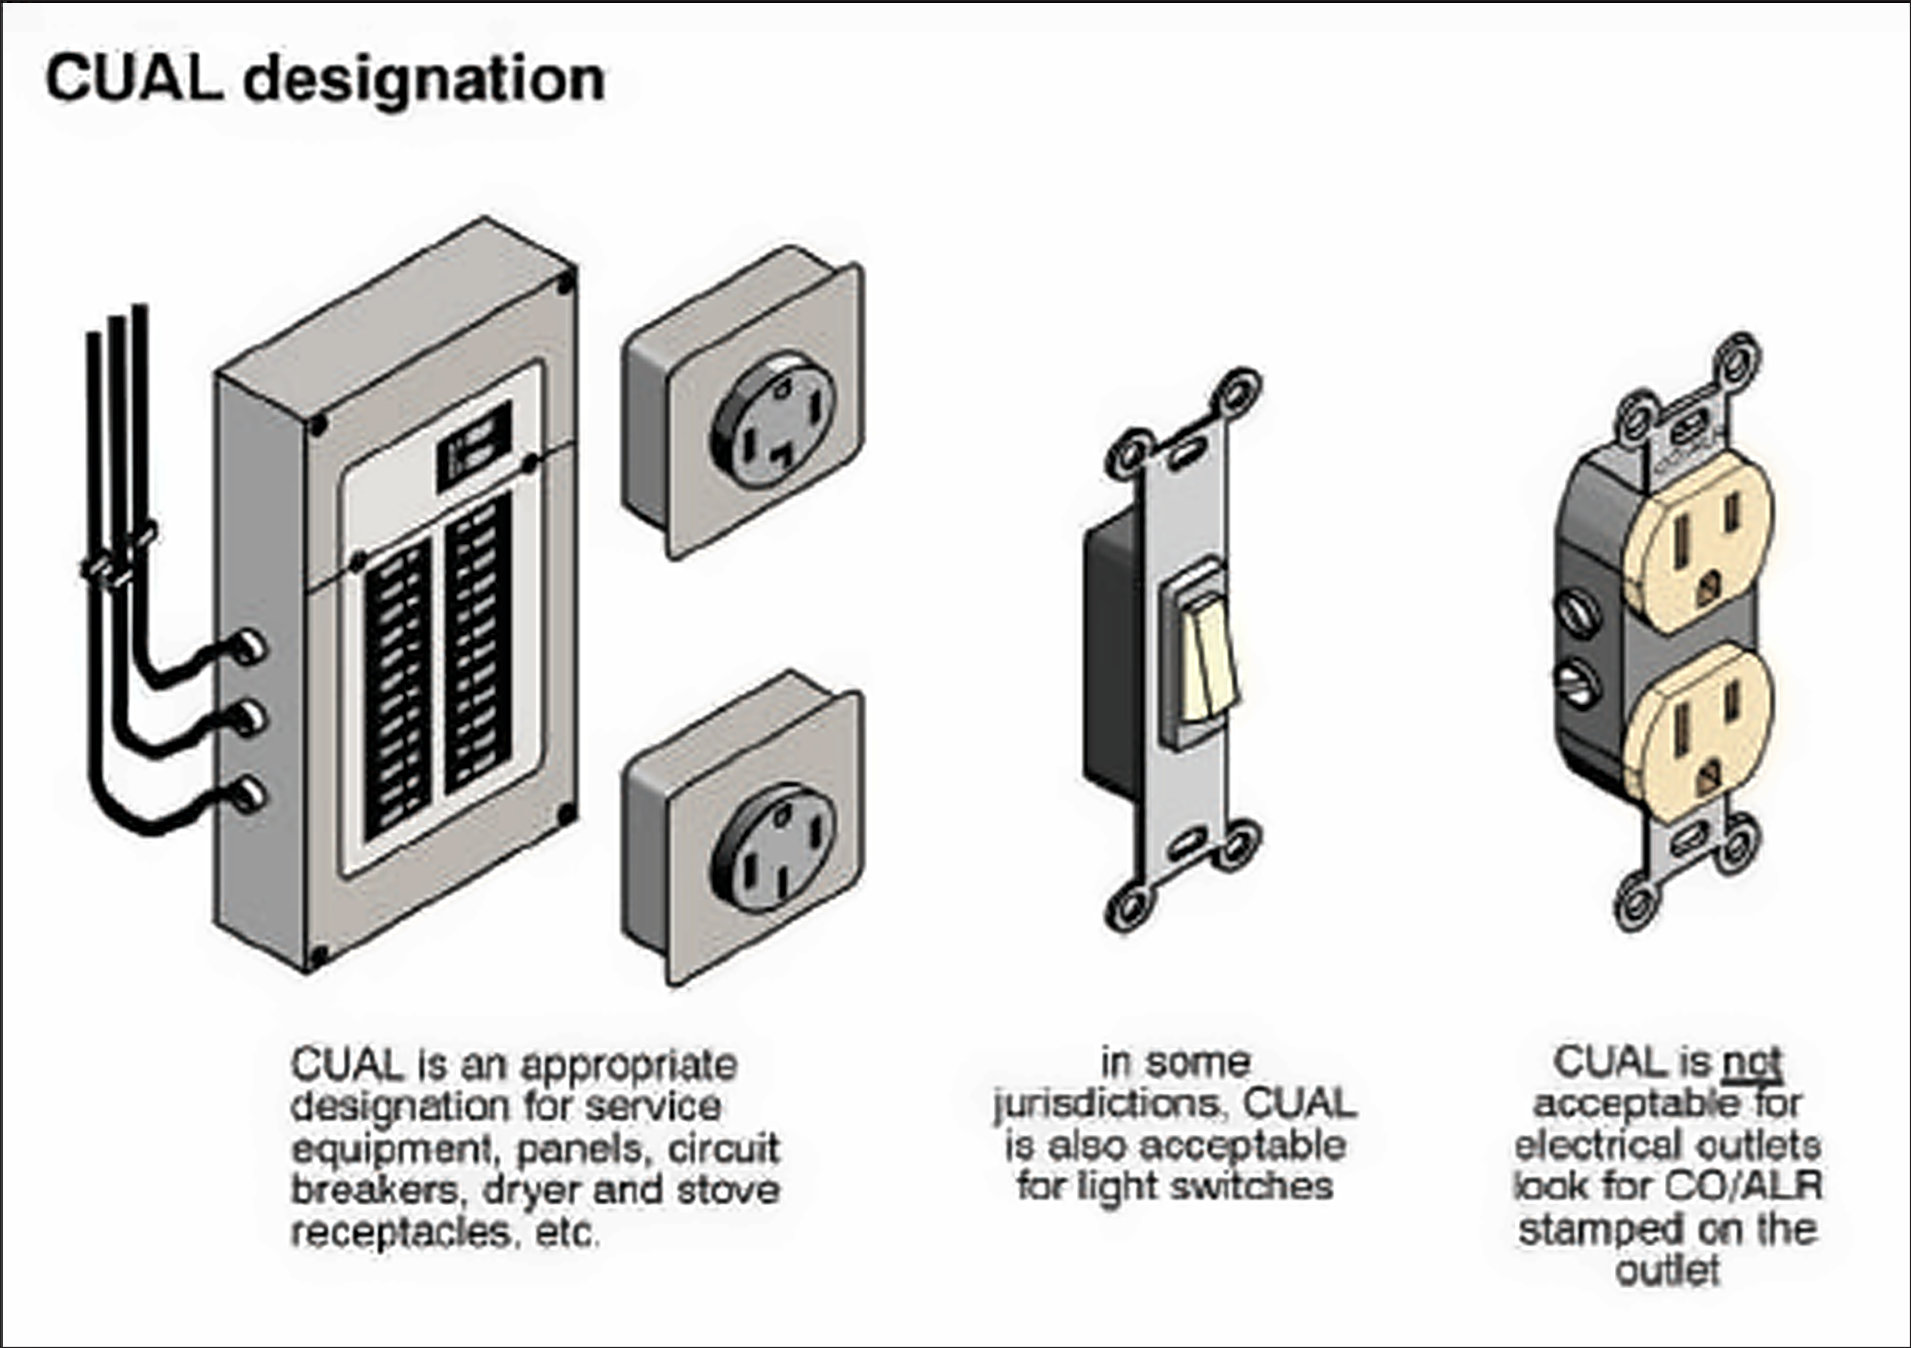 CUAL designation
CUAL is an appropriate
designation for service
equipment, panels, circuit
breakers, dryer and stove
receptacles, etc.
in some
jurisdictions, CUAL
is also acceptable
for light switches
CUAL is not
acceptable for
electrical outlets
look for CO/ALR
stamped on the
outlet